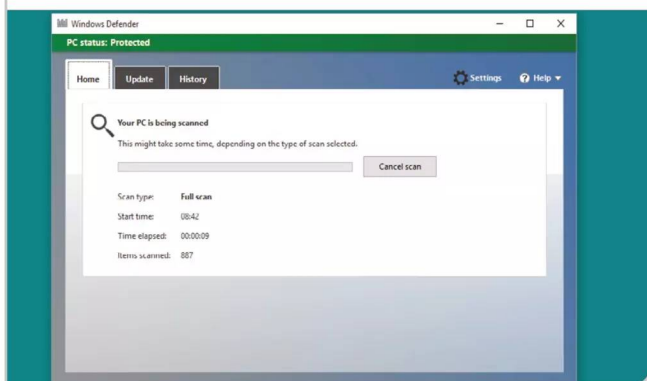 Windows Defender
PC status: Protected
Home Update History Settings Help
Your PC is being scanned
This might take some time, depending on the type of scan selected.
Cancel scan
Scan type: Full scan
Start time: 08:42
Time elapsed: 00:00:09
Items scanned: 887